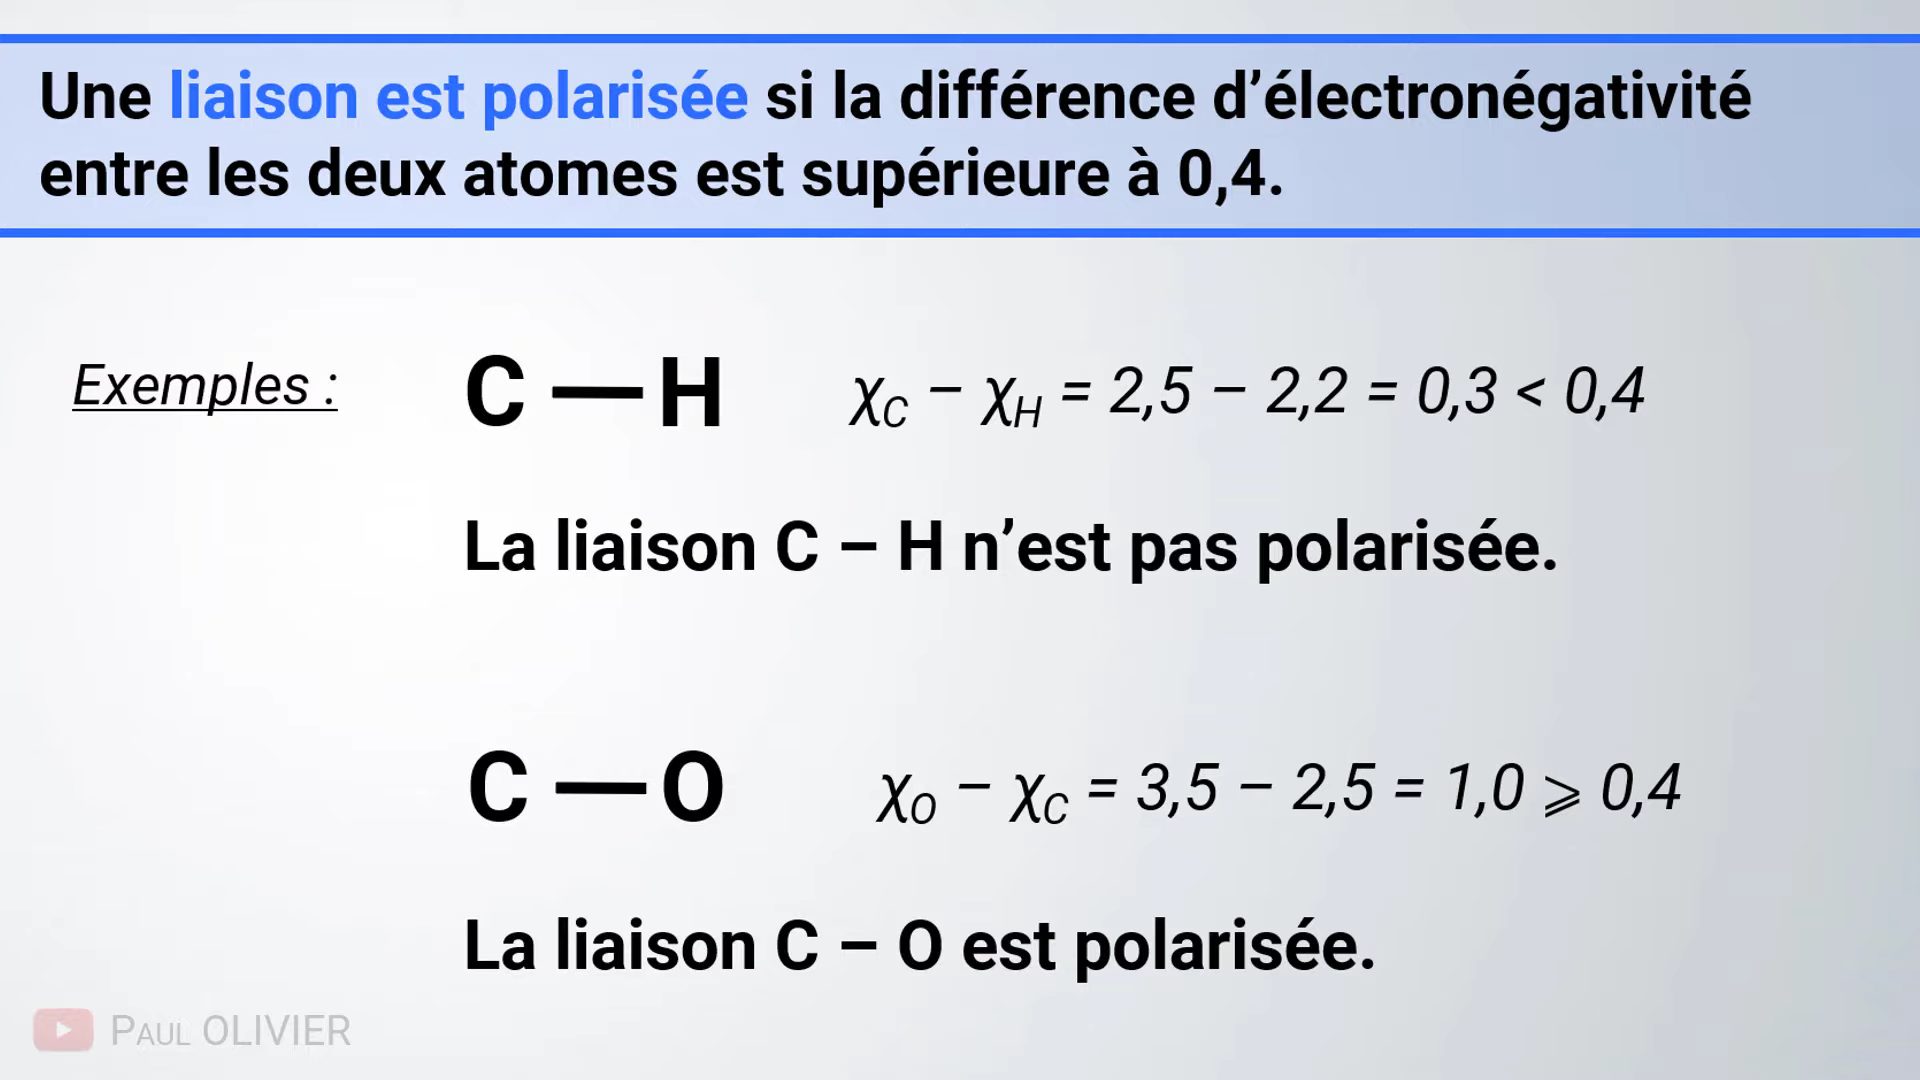 Une liaison est polarisée si la différence d’électronégativité
entre les deux atomes est supérieure à 0,4.
Exemples :
C — H
χC – χH = 2,5 – 2,2 = 0,3 < 0,4
La liaison C – H n’est pas polarisée.
C — O
χO – χC = 3,5 – 2,5 = 1,0 ⩾ 0,4
La liaison C – O est polarisée.
PAUL OLIVIER